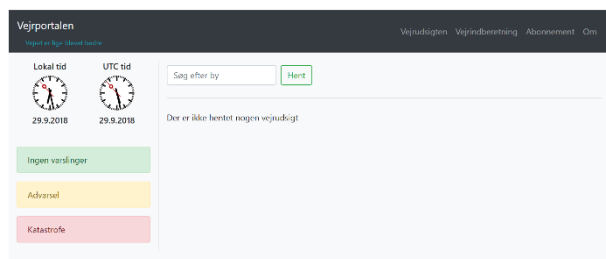 Vejrportalen
Vejret er lige blevet bedre
Vejrudsigten Vejrindberetning Abonnement Om
Lokal tid UTC tid
29.9.2018 29.9.2018
Søg efter by Hent
Der er ikke hentet nogen vejrudsigt
Ingen varslinger
Advarsel
Katastrofe